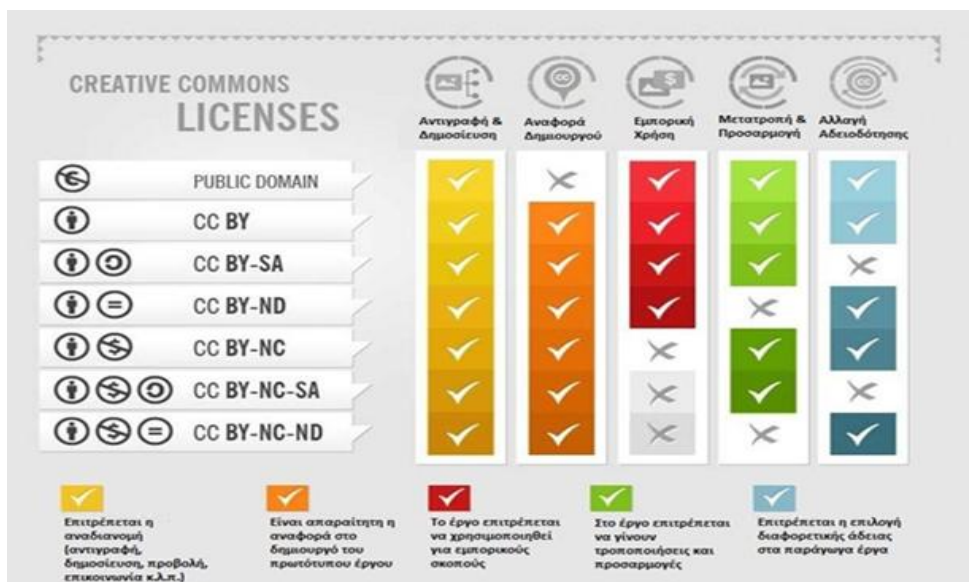 CREATIVE COMMONS
LICENSES
Αντιγραφή &
Δημοσίευση
Αναφορά
Δημιουργού
Εμπορική
Χρήση
Μετατροπή &
Προσαρμογή
Αλλαγή
Αδειοδότησης
PUBLIC DOMAIN
CC BY
CC BY-SA
CC BY-ND
CC BY-NC
CC BY-NC-SA
CC BY-NC-ND
Επιτρέπεται η
αναδιανομή
(αντιγραφή,
δημοσίευση, προβολή,
επικοινωνία κ.λ.π.)
Είναι απαραίτητη η
αναφορά στο
δημιουργό του
πρωτότυπου έργου
Το έργο επιτρέπεται
να χρησιμοποιηθεί
για εμπορικούς
σκοπούς
Στο έργο επιτρέπεται
να γίνουν
τροποποιήσεις και
προσαρμογές
Επιτρέπεται η επιλογή
διαφορετικής άδειας
στα παράγωγα έργα